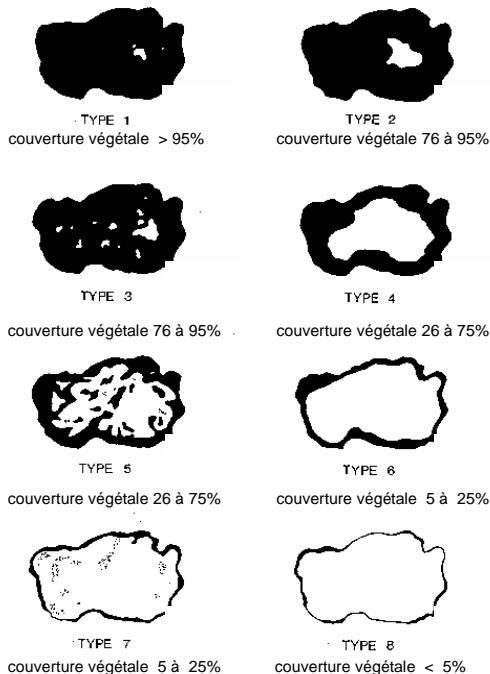 TYPE 1 TYPE 2
couverture végétale > 95% couverture végétale 76 à 95%
TYPE 3 TYPE 4
couverture végétale 76 à 95% couverture végétale 26 à 75%
TYPE 5 TYPE 6
couverture végétale 26 à 75% couverture végétale 5 à 25%
TYPE 7 TYPE 8
couverture végétale 5 à 25% couverture végétale < 5%